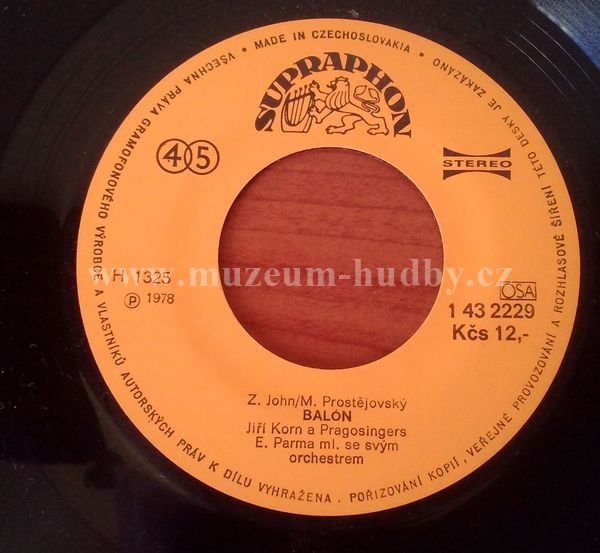 VŠECHNA PRÁVA GRAMOFONOVÉHO VÝROBCE A VLASTNÍKŮ AUTORSKÝCH PRÁV K DÍLU VYHRAŽENA . POŘIZOVÁNÍ KOPIÍ, VEŘEJNÉ PROVOZOVÁNÍ A ROZHLASOVÉ ŠÍŘENÍ TÉTO DESKY JE ZAKÁZÁNO
• MADE IN CZECHOSLOVAKIA •
SUPRAPHON
45
STEREO
www.muzeum-hudby.cz
H 1325
Ⓟ 1978
OSA
1 43 2229
Kčs 12,-
Z. John/M. Prostějovský
BALÓN
Jiří Korn a Pragosingers
E. Parma ml. se svým
orchestrem